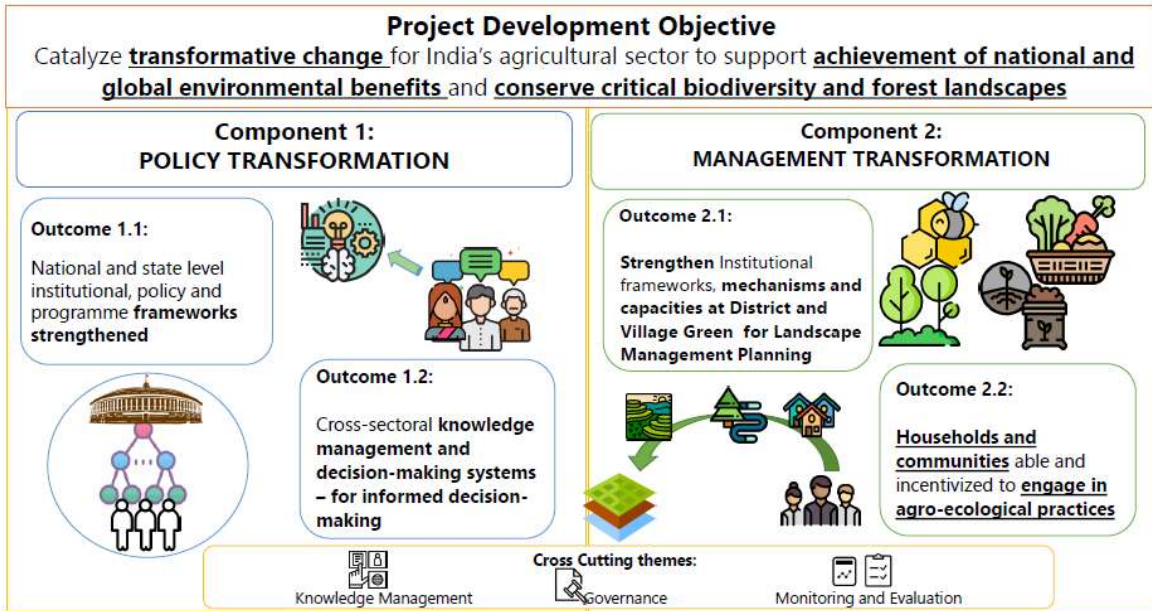 Project Development Objective
Catalyze transformative change for India's agricultural sector to support achievement of national and
global environmental benefits and conserve critical biodiversity and forest landscapes
Component 1:
POLICY TRANSFORMATION
Outcome 1.1:
National and state level
institutional, policy and
programme frameworks
strengthened
Outcome 1.2:
Cross-sectoral knowledge
management and
decision-making systems
– for informed decision-
making
Component 2:
MANAGEMENT TRANSFORMATION
Outcome 2.1:
Strengthen Institutional
frameworks, mechanisms and
capacities at District and
Village Green for Landscape
Management Planning
Outcome 2.2:
Households and
communities able and
incentivized to engage in
agro-ecological practices
Cross Cutting themes:
Knowledge Management
Governance
Monitoring and Evaluation